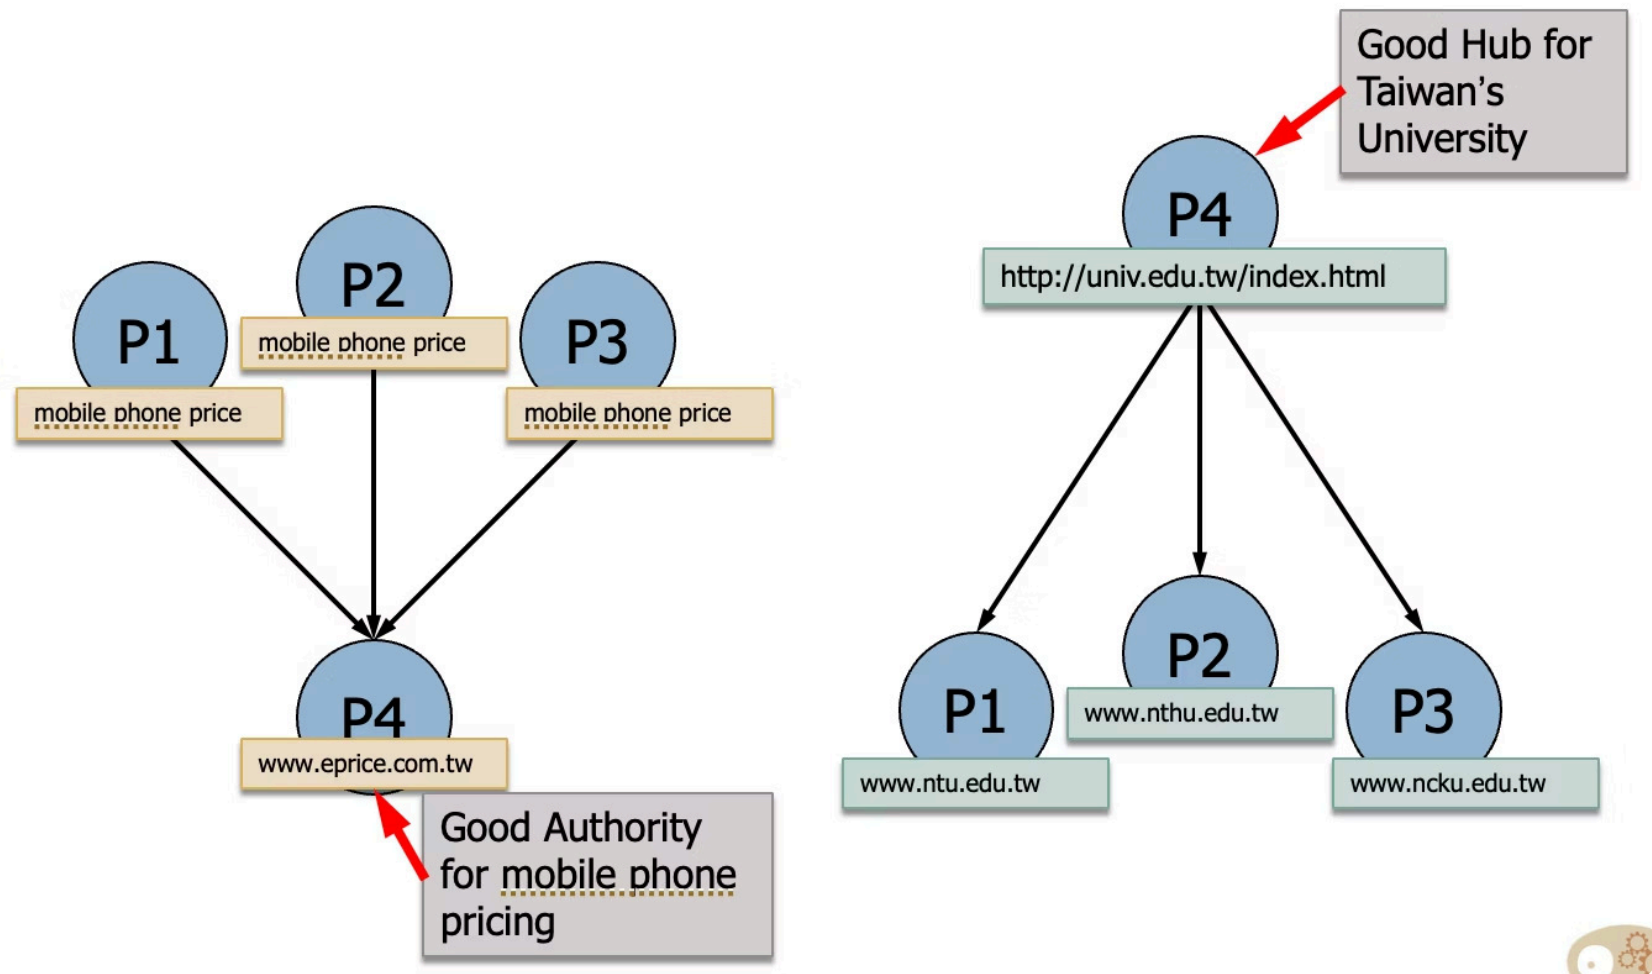 P1
mobile phone price
P2
mobile phone price
P3
mobile phone price
P4
www.eprice.com.tw
Good Authority
for mobile phone
pricing
Good Hub for
Taiwan’s
University
P4
http://univ.edu.tw/index.html
P1
www.ntu.edu.tw
P2
www.nthu.edu.tw
P3
www.ncku.edu.tw